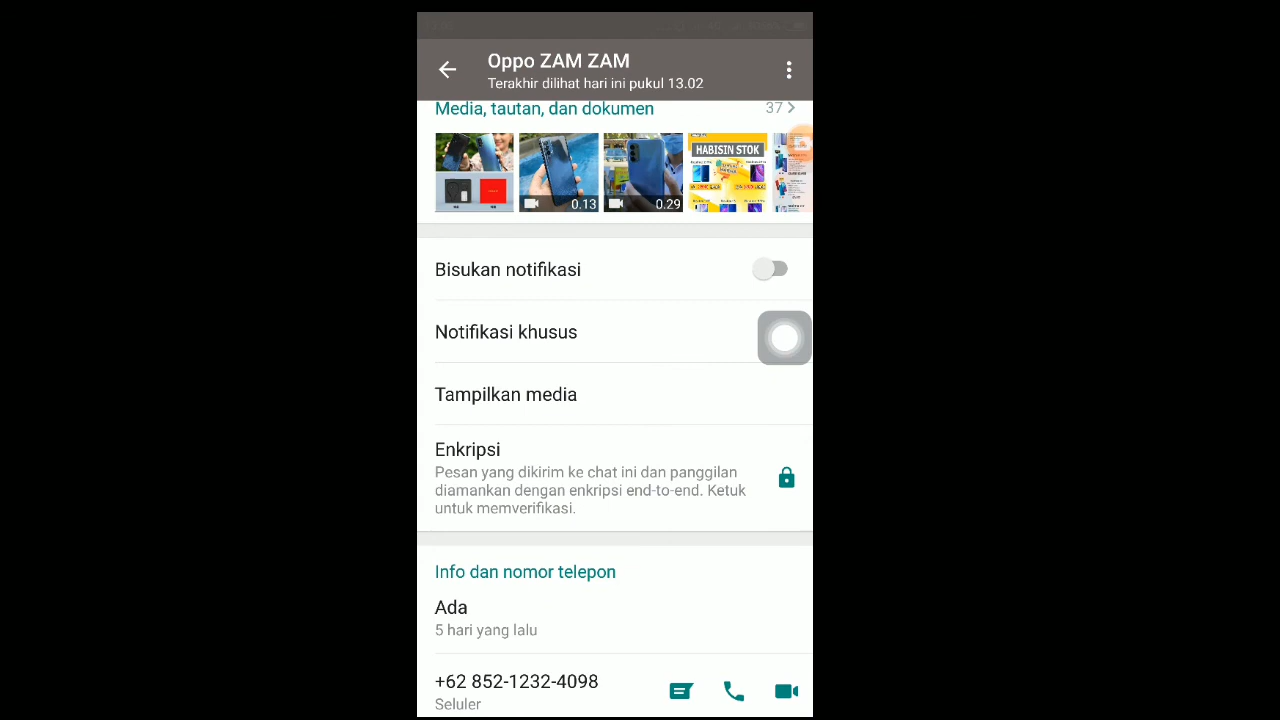 Oppo ZAM ZAM
Terakhir dilihat hari ini pukul 13.02
Media, tautan, dan dokumen 37
0.13 0.29 HABISIN STOK
Bisukan notifikasi
Notifikasi khusus
Tampilkan media
Enkripsi
Pesan yang dikirim ke chat ini dan panggilan
diamankan dengan enkripsi end-to-end. Ketuk
untuk memverifikasi.
Info dan nomor telepon
Ada
5 hari yang lalu
+62 852-1232-4098
Seluler